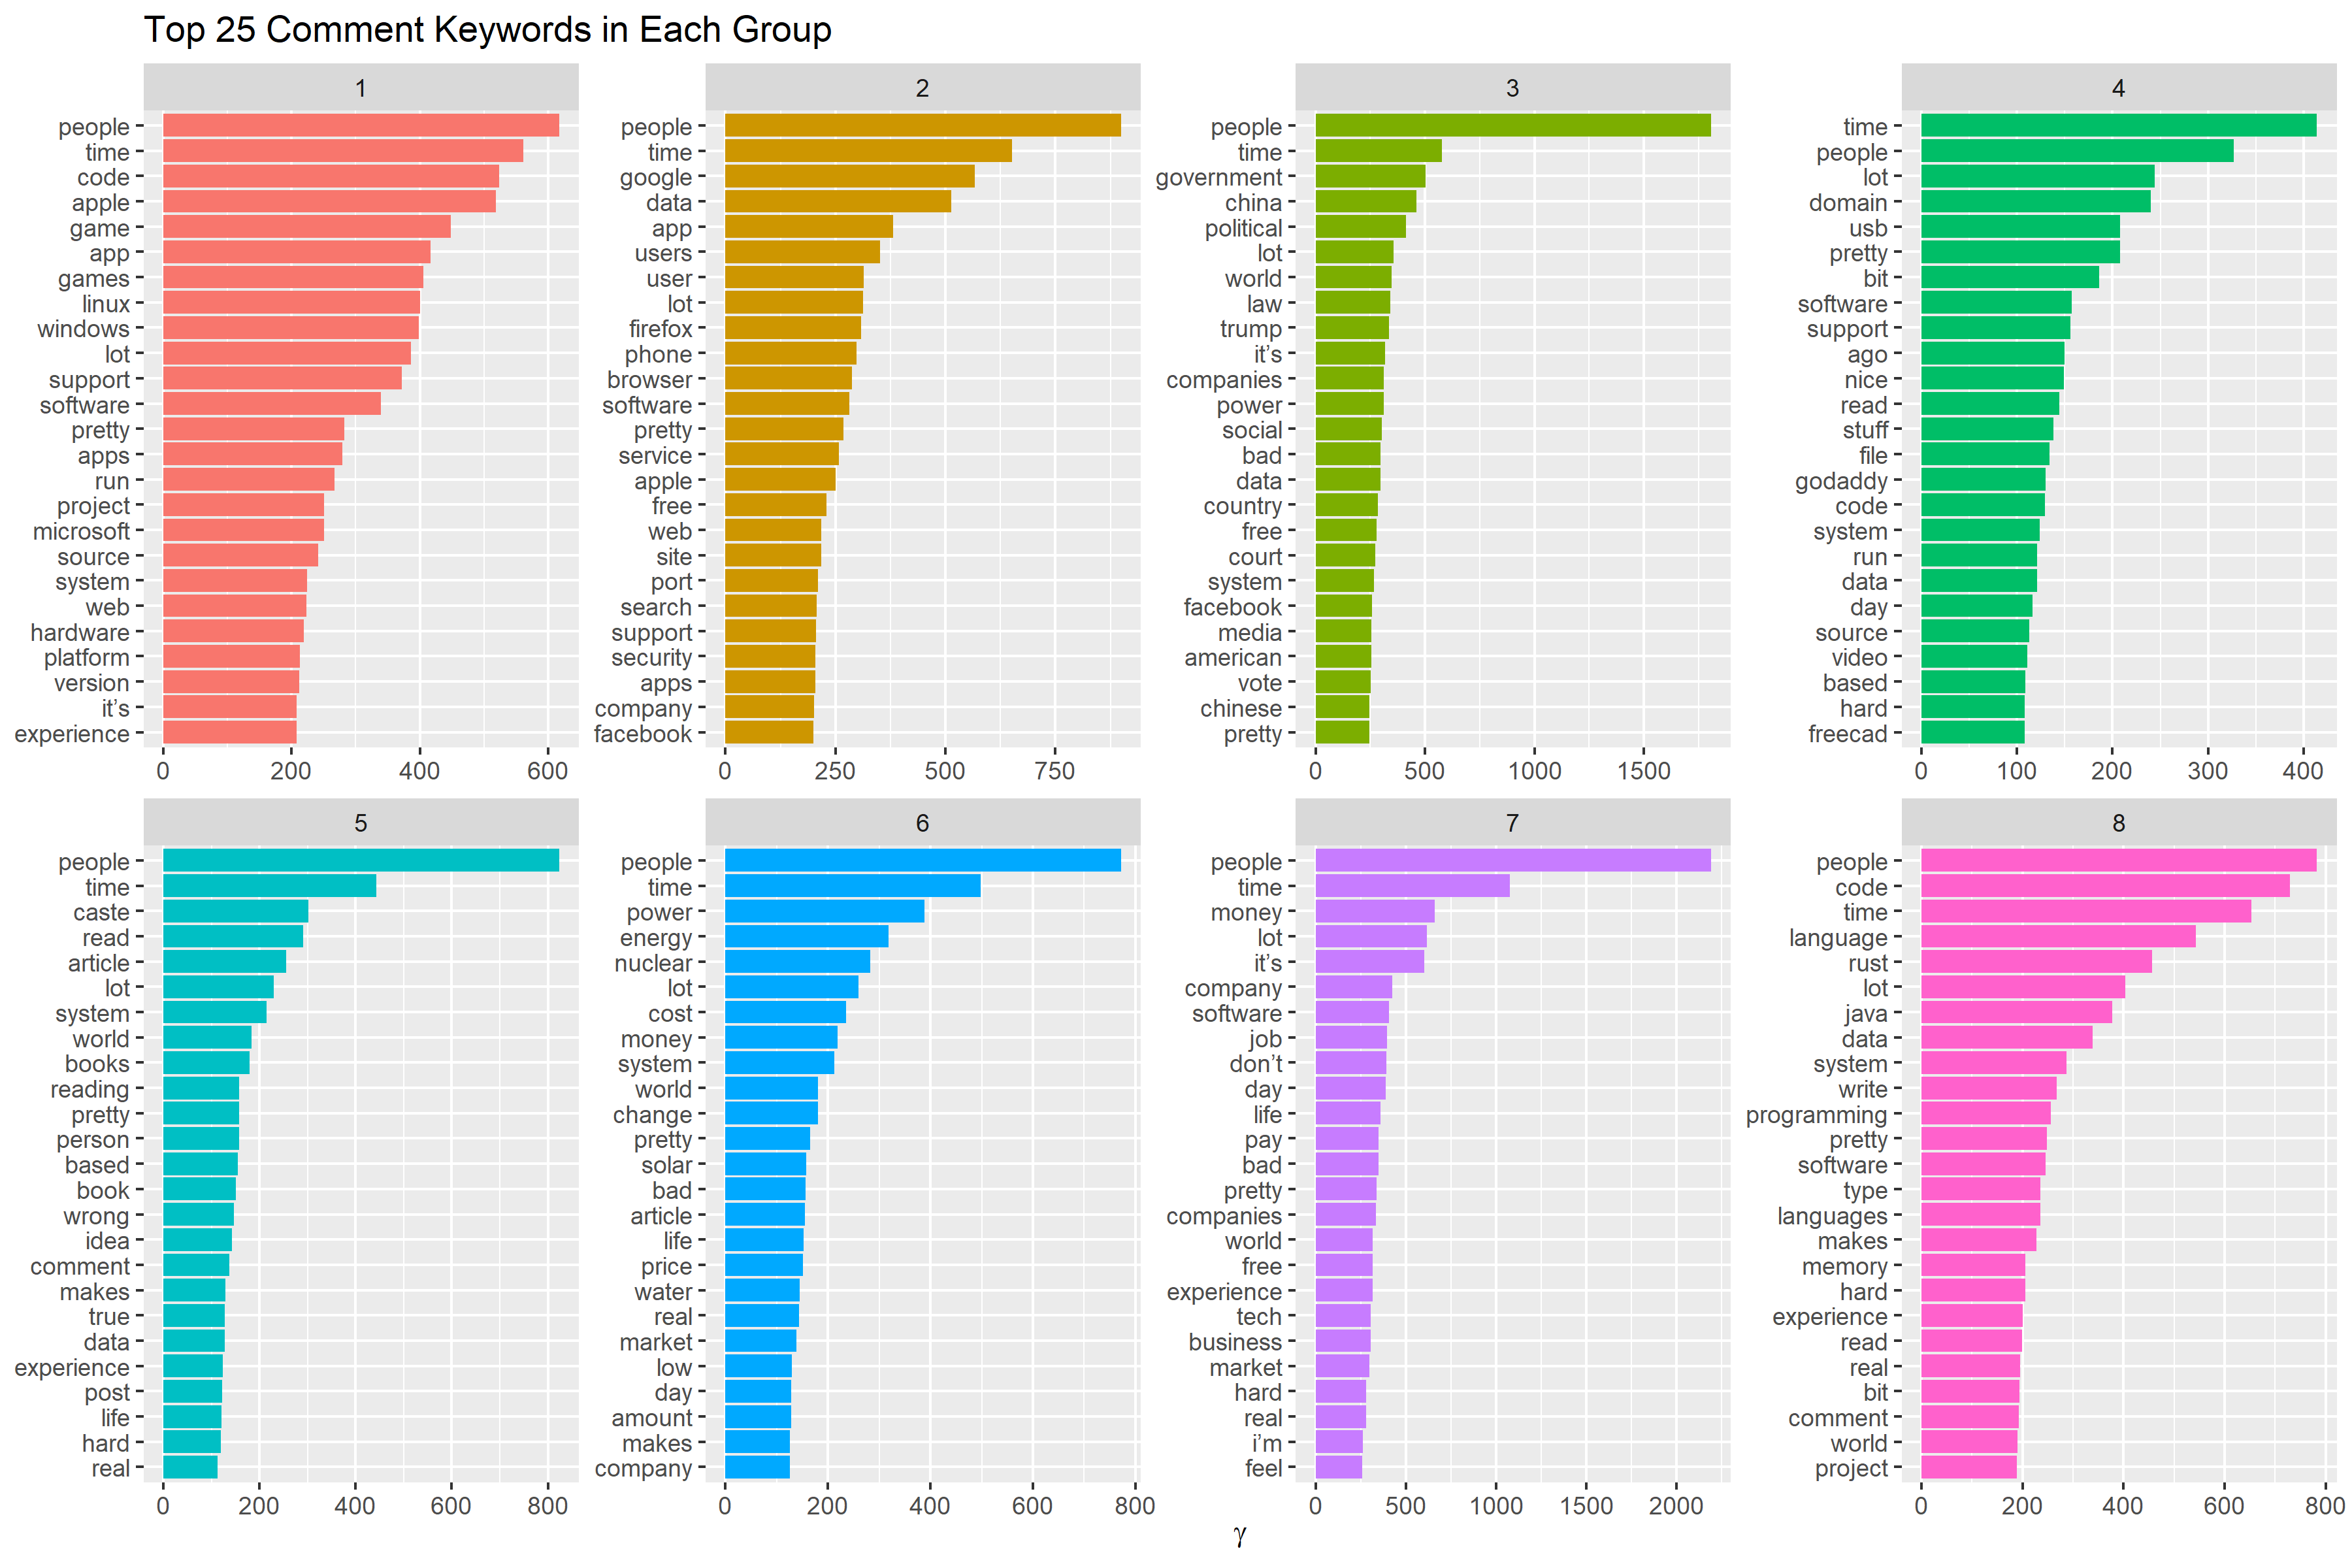 Top 25 Comment Keywords in Each Group
1
people
time
code
apple
game
app
games
linux
windows
lot
support
software
pretty
apps
run
project
microsoft
source
system
web
hardware
platform
version
it’s
experience
0 200 400 600
2
people
time
google
data
app
users
user
lot
firefox
phone
browser
software
pretty
service
apple
free
web
site
port
search
support
security
apps
company
facebook
0 250 500 750
3
people
time
government
china
political
lot
world
law
trump
it’s
companies
power
social
bad
data
country
free
court
system
facebook
media
american
vote
chinese
pretty
0 500 1000 1500
4
time
people
lot
domain
usb
pretty
bit
software
support
ago
nice
read
stuff
file
godaddy
code
system
run
data
day
source
video
based
hard
freecad
0 100 200 300 400
5
people
time
caste
read
article
lot
system
world
books
reading
pretty
person
based
book
wrong
idea
comment
makes
true
data
experience
post
life
hard
real
0 200 400 600 800
6
people
time
power
energy
nuclear
lot
cost
money
system
world
change
pretty
solar
bad
article
life
price
water
real
market
low
day
amount
makes
company
0 200 400 600 800
7
people
time
money
lot
it’s
company
software
job
don’t
day
life
pay
bad
pretty
companies
world
free
experience
tech
business
market
hard
real
i’m
feel
0 500 1000 1500 2000
8
people
code
time
language
rust
lot
java
data
system
write
programming
pretty
software
type
languages
makes
memory
hard
experience
read
real
bit
comment
world
project
0 200 400 600 800
γ